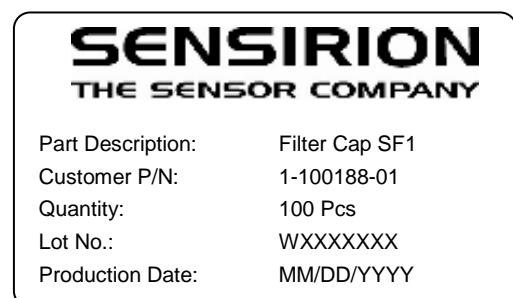 SENSIRION
THE SENSOR COMPANY
Part Description: Filter Cap SF1
Customer P/N: 1-100188-01
Quantity: 100 Pcs
Lot No.: WXXXXXXX
Production Date: MM/DD/YYYY